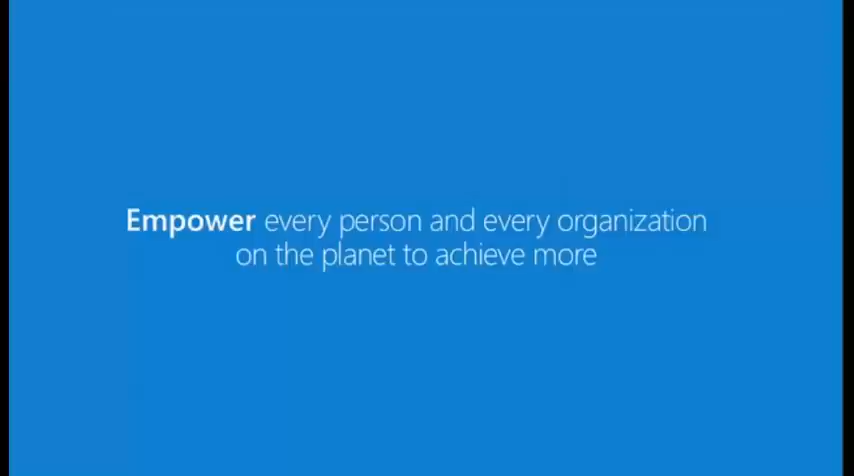 Empower every person and every organization
on the planet to achieve more